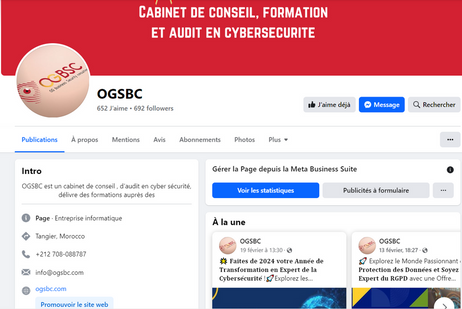 CABINET DE CONSEIL, FORMATION
ET AUDIT EN CYBERSECURITE
OGBSC
OGSBC
652 J'aime • 692 followers
J'aime déjà
Message
Rechercher
Publications
À propos
Mentions
Avis
Abonnements
Photos
Plus
Intro
OGSBC est un cabinet de conseil , d'audit en cyber sécurité,
délivre des formations auprès des
Page · Entreprise informatique
Tangier, Morocco
+212 708-088787
info@ogsbc.com
ogsbc.com
Promouvoir le site web
Gérer la Page depuis la Meta Business Suite
Voir les statistiques
Publicités à formulaire
À la une
OGSBC
19 février à 13:30 ·
💥 Faites de 2024 votre Année de
Transformation en Expert de la
Cybersécurité !🚀Explorez les...
OGSBC
13 février, 18:27 ·
🚀 Explorez le Monde Passionnant
Protection des Données et Soyez
Expert du RGPD avec une Offre...